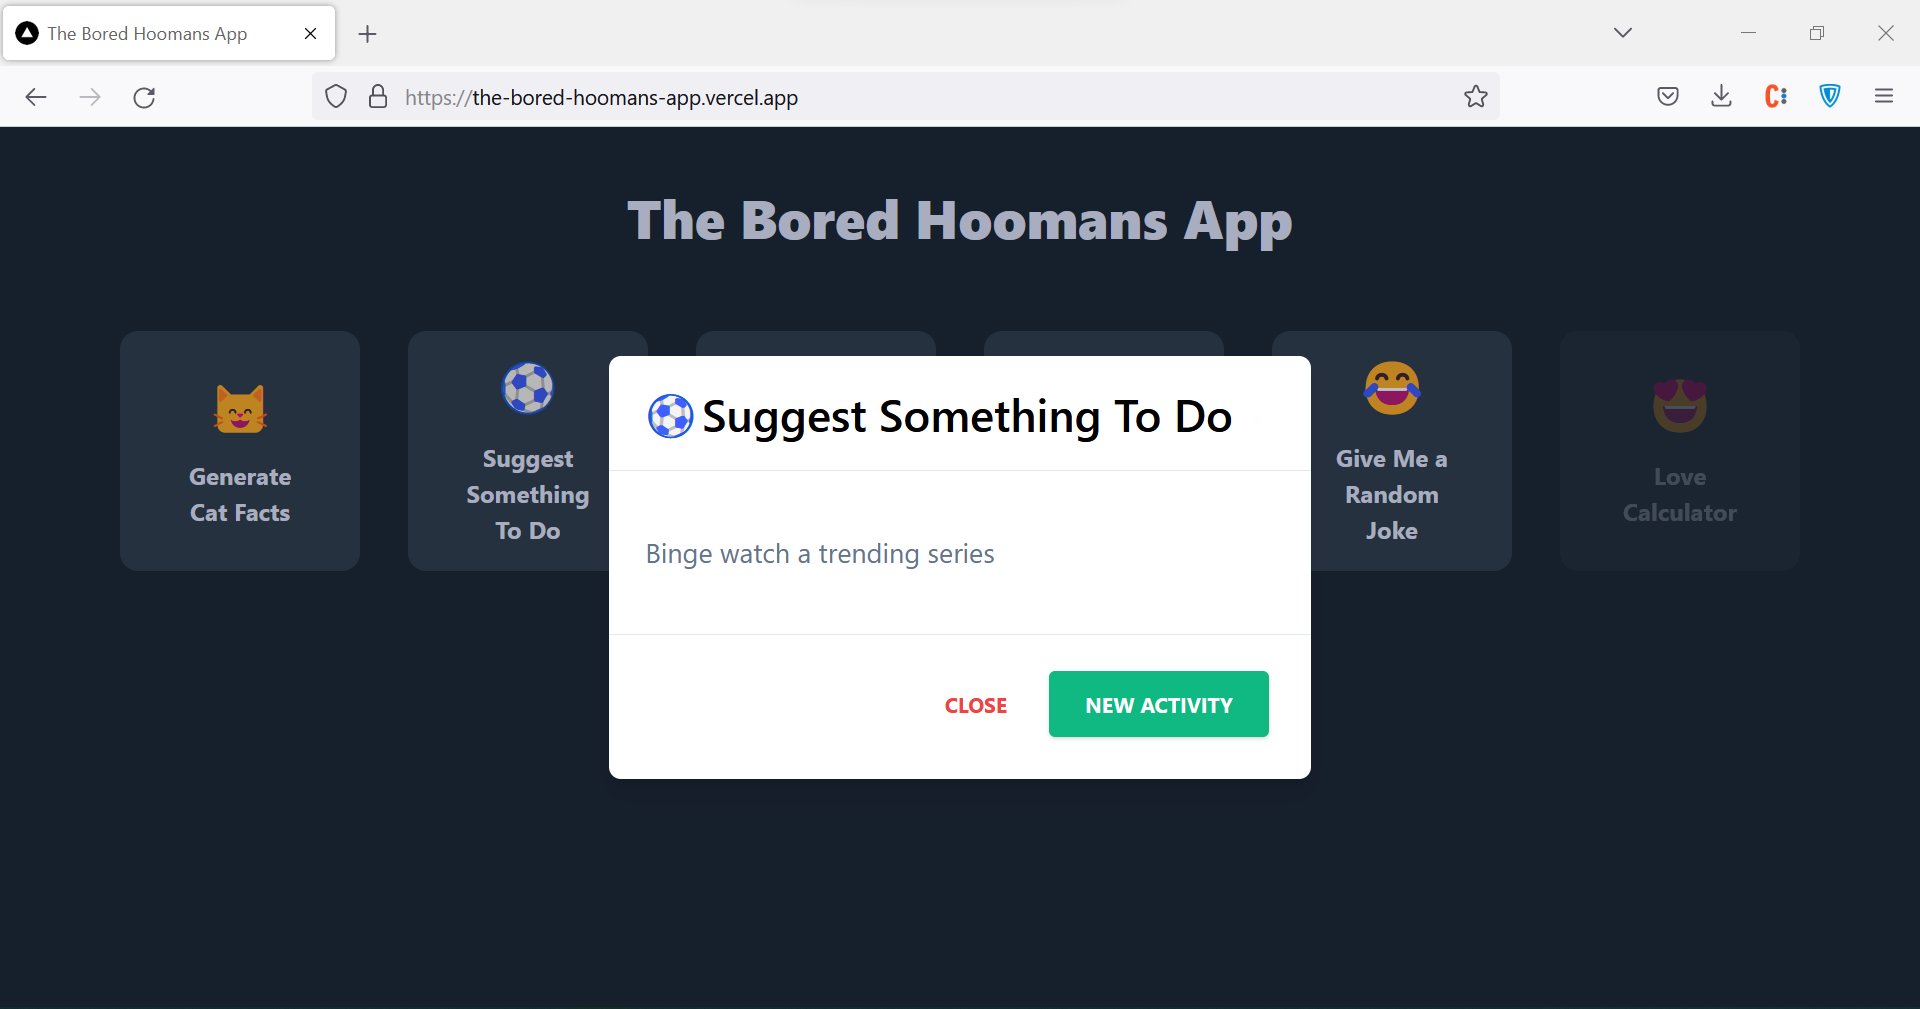 The Bored Hoomans App
https://the-bored-hoomans-app.vercel.app
The Bored Hoomans App
Generate
Cat Facts
Suggest
Something
To Do
Suggest Something To Do
Binge watch a trending series
CLOSE
NEW ACTIVITY
Give Me a
Random
Joke
Love
Calculator